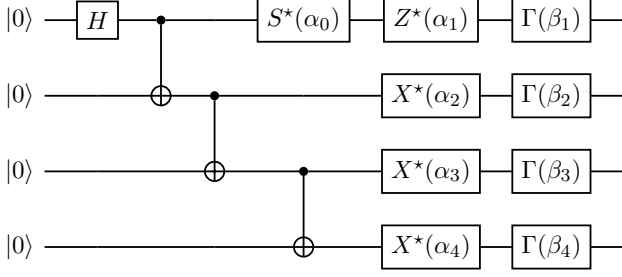 |0⟩ H S⋆(α₀) Z⋆(α₁) Γ(β₁)
|0⟩ X⋆(α₂) Γ(β₂)
|0⟩ X⋆(α₃) Γ(β₃)
|0⟩ X⋆(α₄) Γ(β₄)